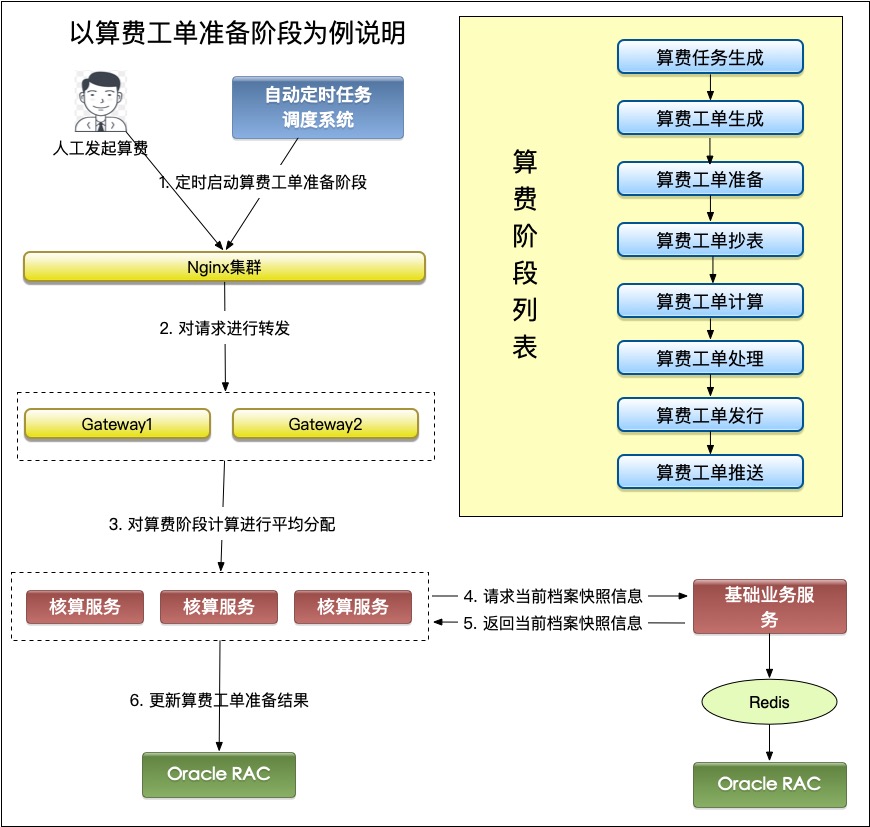 以算费工单准备阶段为例说明
人工发起算费
自动定时任务
调度系统
1. 定时启动算费工单准备阶段
Nginx集群
2. 对请求进行转发
Gateway1
Gateway2
3. 对算费阶段计算进行平均分配
核算服务
核算服务
核算服务
4. 请求当前档案快照信息
5. 返回当前档案快照信息
基础业务服
务
6. 更新算费工单准备结果
Redis
Oracle RAC
Oracle RAC
算
费
阶
段
列
表
算费任务生成
算费工单生成
算费工单准备
算费工单抄表
算费工单计算
算费工单处理
算费工单发行
算费工单推送